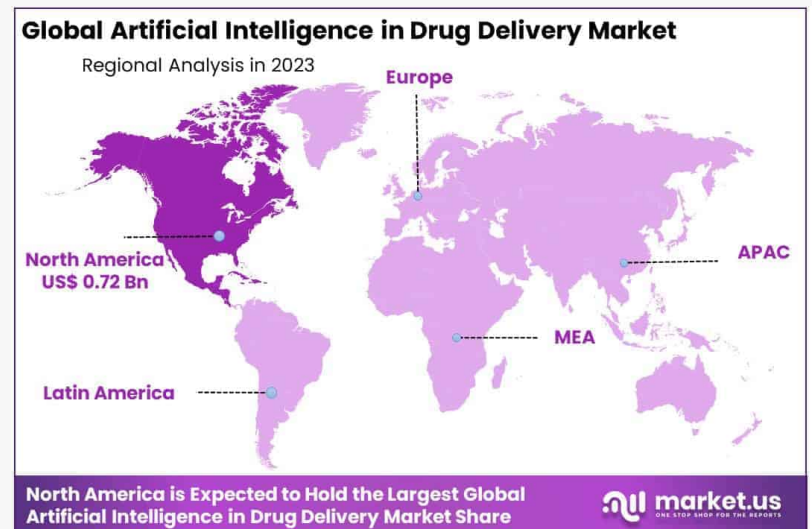 Global Artificial Intelligence in Drug Delivery Market
Regional Analysis in 2023
Europe
North America
US$ 0.72 Bn
APAC
MEA
Latin America
North America is Expected to Hold the Largest Global
Artificial Intelligence in Drug Delivery Market Share
market.us
ONE STOP SHOP FOR THE REPORTS